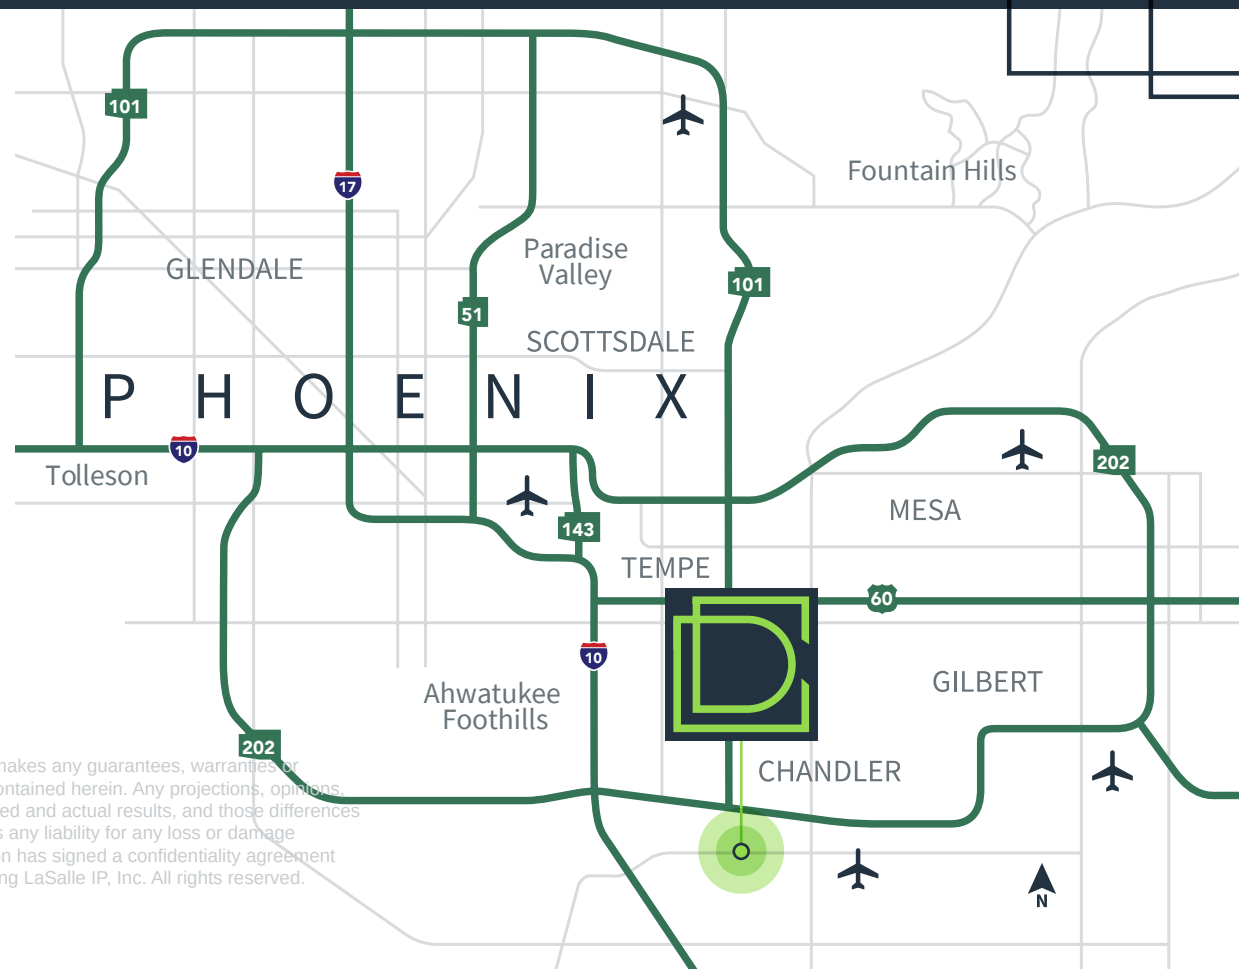 101
17
Fountain Hills
Paradise
Valley
GLENDALE
101
51
SCOTTSDALE
PHOENIX
10
Tolleson
202
MESA
143
TEMPE
60
10
GILBERT
Ahwatukee
Foothills
202
CHANDLER
makes any guarantees, warranties or
ontained herein. Any projections, opinions,
ed and actual results, and those differences
s any liability for any loss or damage
n has signed a confidentiality agreement
ng LaSalle IP, Inc. All rights reserved.
N